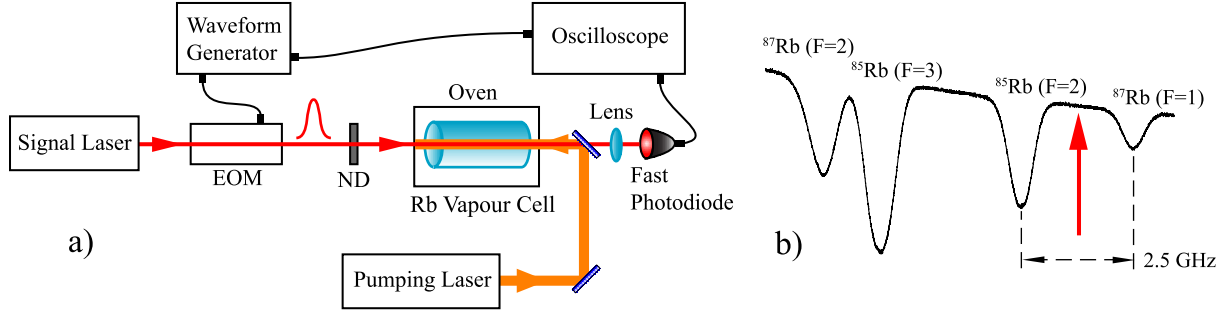 Waveform
Generator
Oscilloscope
Signal Laser
EOM
ND
Oven
Rb Vapour Cell
Lens
Fast
Photodiode
Pumping Laser
a)
⁸⁷Rb (F=2)
⁸⁵Rb (F=3)
⁸⁵Rb (F=2)
⁸⁷Rb (F=1)
2.5 GHz
b)